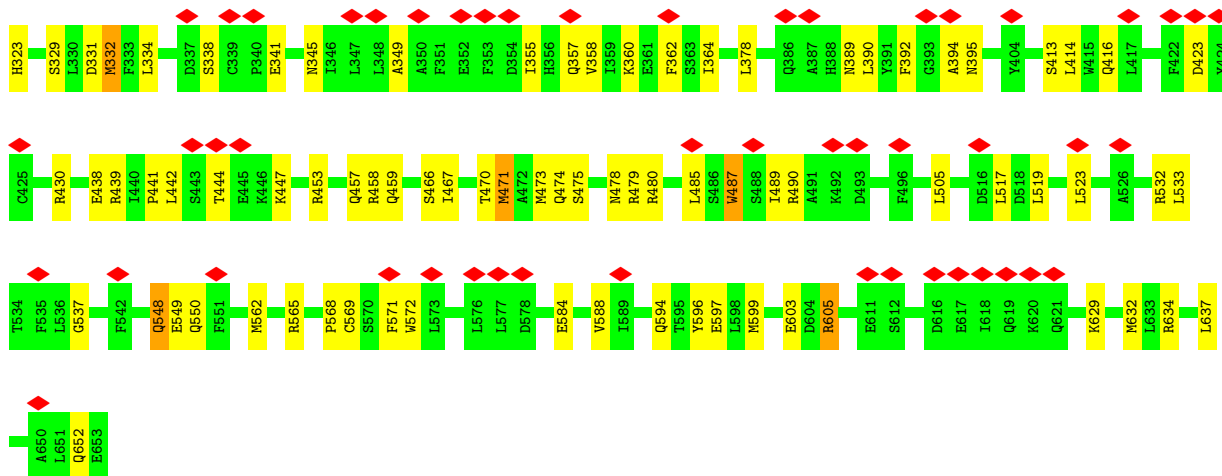 H323 S329 L330 D331 M332 F333 L334 D337 S338 C339 P340 E341 N345 I346 L347 L348 A349 A350 F351 E352 F353 D354 I355 H356 Q357 V358 I359 K360 E361 F362 S363 I364 L378 Q386 A387 H388 N389 L390 Y391 F392 G393 A394 N395 Y404 S413 L414 W415 Q416 L417 F422 D423 Y424
C425 R430 E438 R439 I440 P441 L442 S443 T444 E445 K446 K447 R453 Q457 R458 Q459 S466 I467 T470 M471 A472 M473 Q474 S475 N478 R479 R480 L485 S486 W487 S488 I489 R490 A491 K492 D493 F496 L505 D516 L517 D518 L519 L523 A526 R532 L533
T534 F535 L536 G537 F542 Q548 E549 Q550 F551 M562 R565 P568 C569 S570 F571 W572 L573 L576 L577 D578 E584 V588 I589 Q594 T595 Y596 E597 L598 M599 E603 D604 R605 E611 S612 D616 E617 I618 Q619 K620 Q621 K629 M632 L633 R634 L637
A650 L651 Q652 E653